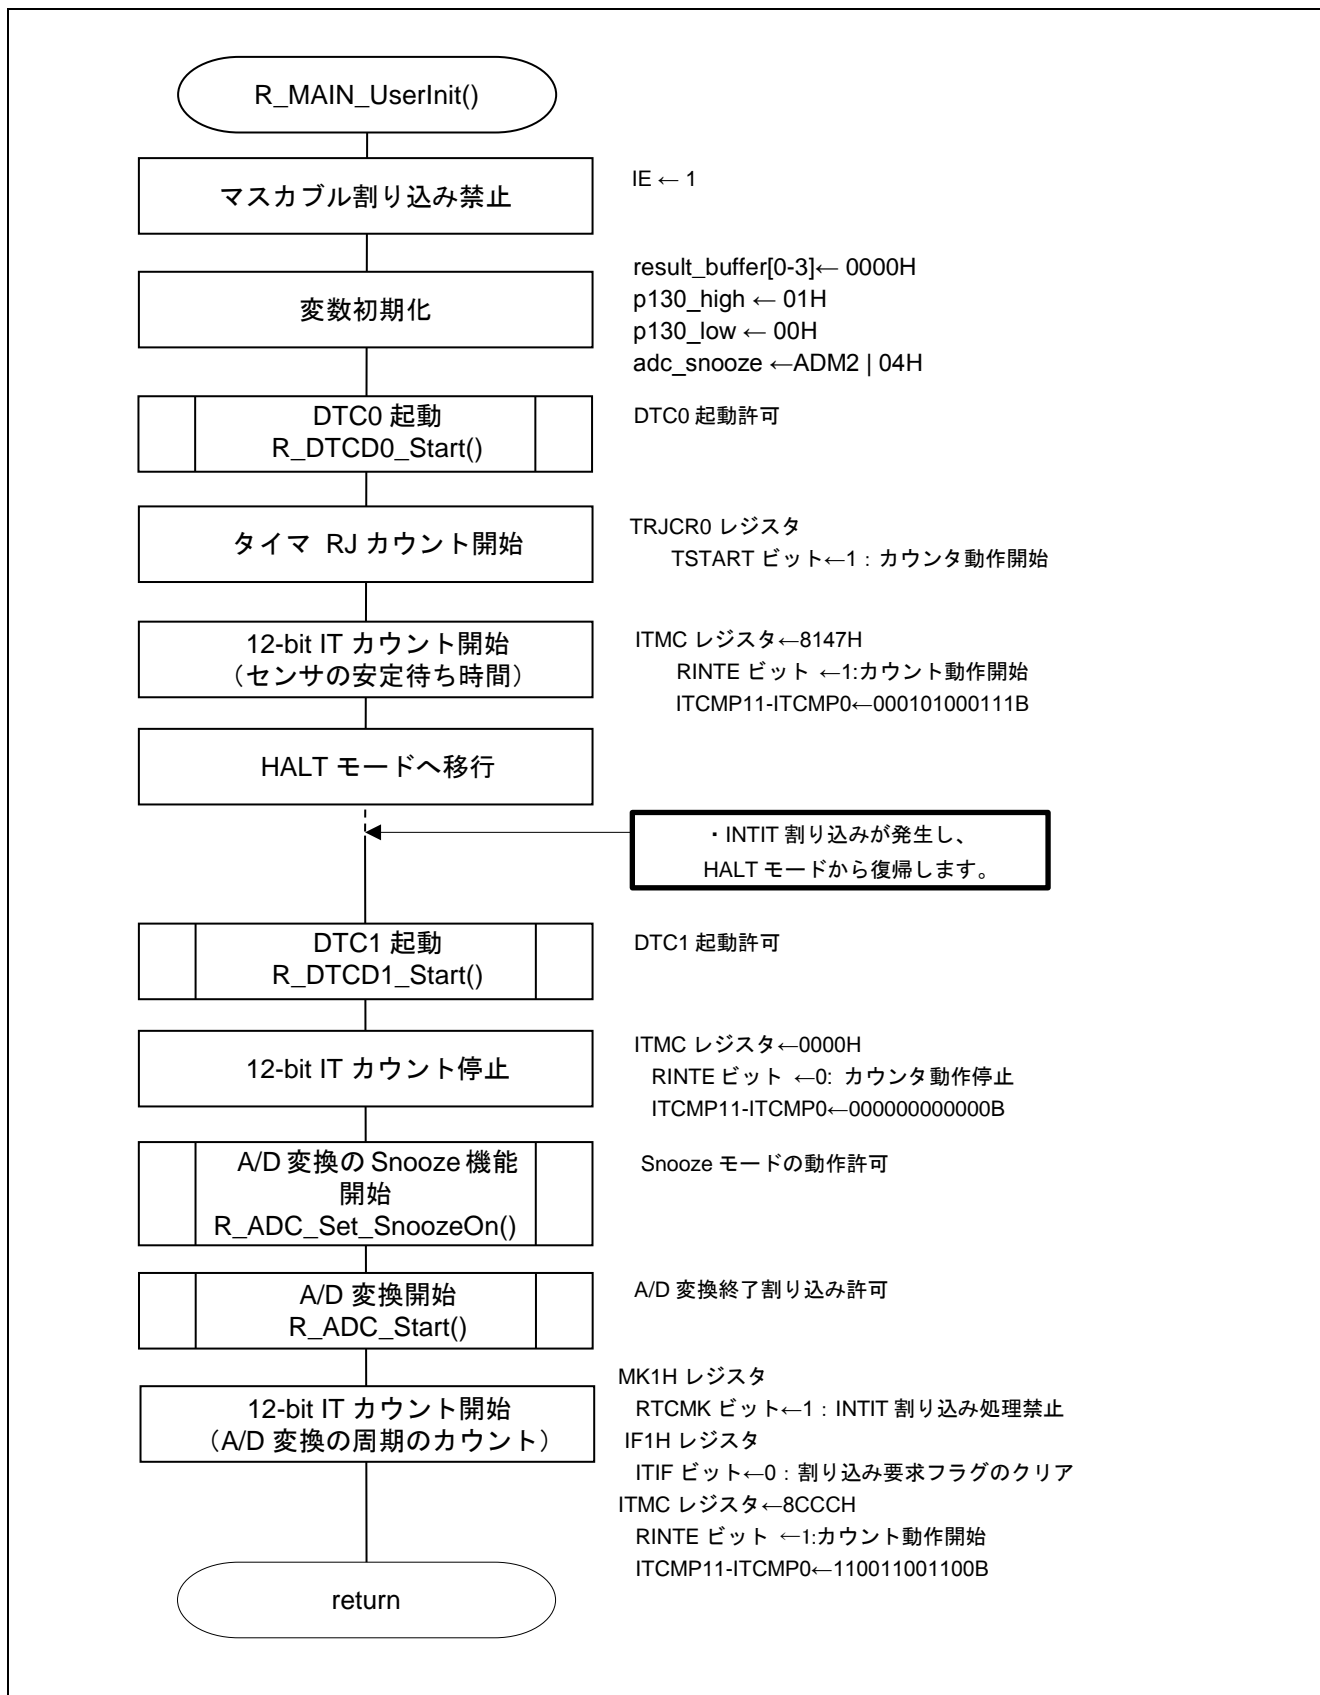 R_MAIN_UserInit()
マスカブル割り込み禁止
IE ← 1
変数初期化
result_buffer[0-3]← 0000H
p130_high ← 01H
p130_low ← 00H
adc_snooze ←ADM2 | 04H
DTC0 起動
R_DTCD0_Start()
DTC0 起動許可
タイマ RJ カウント開始
TRJCR0 レジスタ
TSTART ビット←1：カウンタ動作開始
12-bit IT カウント開始
（センサの安定待ち時間）
ITMC レジスタ←8147H
RINTE ビット ←1:カウント動作開始
ITCMP11-ITCMP0←000101000111B
HALT モードへ移行
・INTIT 割り込みが発生し、
HALT モードから復帰します。
DTC1 起動
R_DTCD1_Start()
DTC1 起動許可
12-bit IT カウント停止
ITMC レジスタ←0000H
RINTE ビット ←0: カウンタ動作停止
ITCMP11-ITCMP0←000000000000B
A/D 変換の Snooze 機能
開始
R_ADC_Set_SnoozeOn()
Snooze モードの動作許可
A/D 変換開始
R_ADC_Start()
A/D 変換終了割り込み許可
12-bit IT カウント開始
（A/D 変換の周期のカウント）
MK1H レジスタ
RTCMK ビット←1：INTIT 割り込み処理禁止
IF1H レジスタ
ITIF ビット←0：割り込み要求フラグのクリア
ITMC レジスタ←8CCCH
RINTE ビット ←1:カウント動作開始
ITCMP11-ITCMP0←110011001100B
return